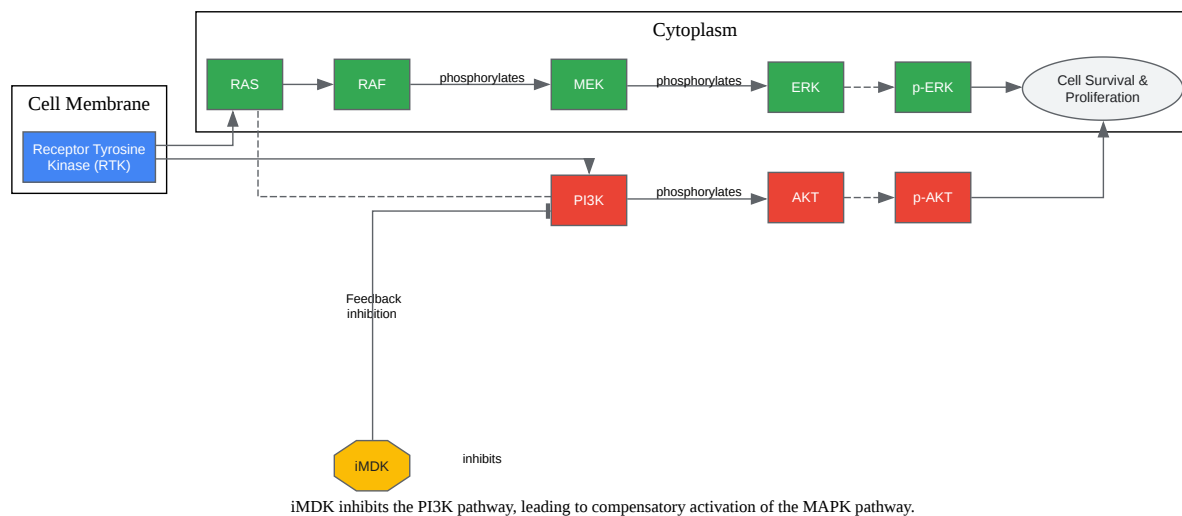 Cytoplasm
RAS
RAF
phosphorylates
MEK
phosphorylates
ERK
p-ERK
Cell Survival &
Proliferation
Cell Membrane
Receptor Tyrosine
Kinase (RTK)
PI3K
phosphorylates
AKT
p-AKT
Feedback
inhibition
iMDK
inhibits
iMDK inhibits the PI3K pathway, leading to compensatory activation of the MAPK pathway.